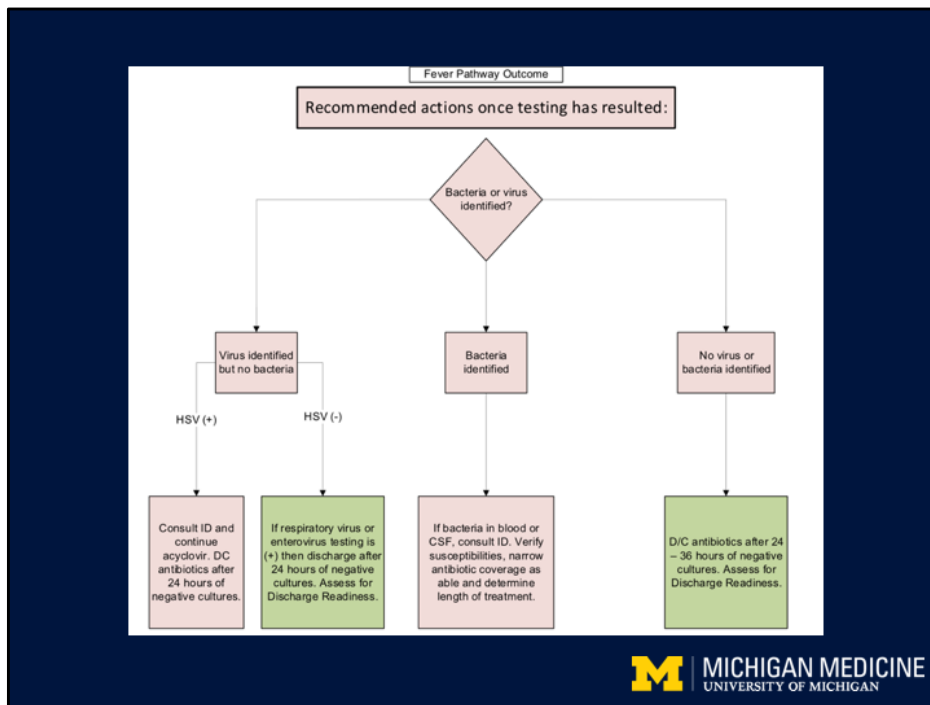 Fever Pathway Outcome
Recommended actions once testing has resulted:
Bacteria or virus
identified?
Virus identified
but no bacteria
Bacteria
identified
No virus or
bacteria identified
HSV (+)
HSV (-)
Consult ID and
continue
acyclovir. DC
antibiotics after
24 hours of
negative cultures.
If respiratory virus or
enterovirus testing is
(+) then discharge after
24 hours of negative
cultures. Assess for
Discharge Readiness.
If bacteria in blood or
CSF, consult ID. Verify
susceptibilities, narrow
antibiotic coverage as
able and determine
length of treatment.
D/C antibiotics after 24
– 36 hours of negative
cultures. Assess for
Discharge Readiness.
M
MICHIGAN MEDICINE
UNIVERSITY OF MICHIGAN